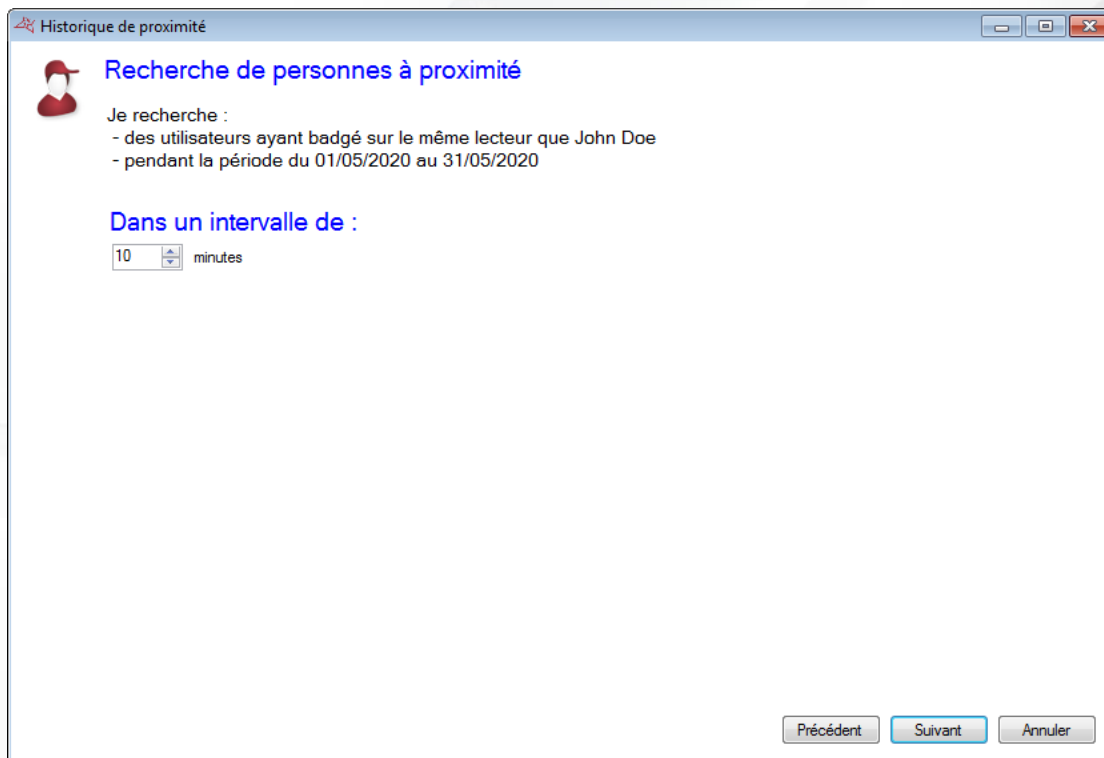 Historique de proximité
Recherche de personnes à proximité
Je recherche :
- des utilisateurs ayant badgé sur le même lecteur que John Doe
- pendant la période du 01/05/2020 au 31/05/2020
Dans un intervalle de :
10 minutes
Précédent Suivant Annuler